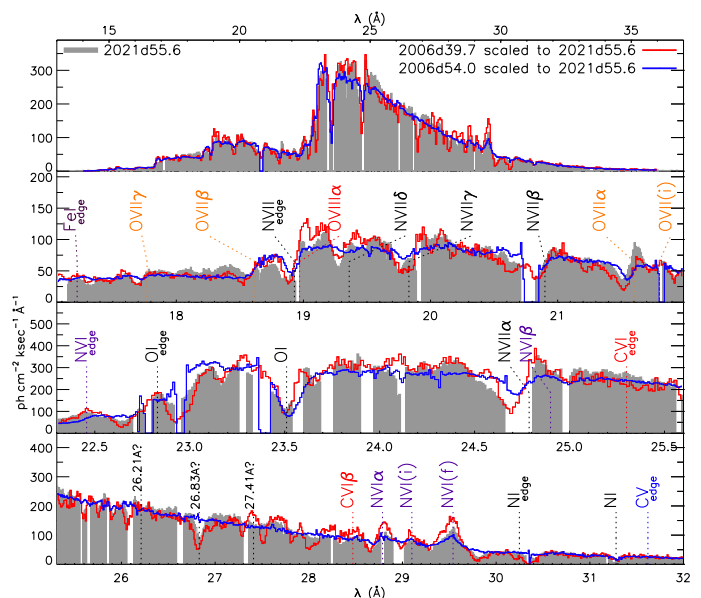 λ (Å)
15 20 25 30 35
2021d55.6
2006d39.7 scaled to 2021d55.6
2006d54.0 scaled to 2021d55.6
300
200
100
0
200
150
100
50
0
FeI edge
OVIIγ
OVIIβ
NVII edge
OVIIIα
NVIIδ
NVIIγ
NVIIβ
OVIIα
OVII(i)
18 19 20 21
ph cm⁻² ksec⁻¹ Å⁻¹
500
400
300
200
100
0
NVI edge
OI edge
OI
NVIIα
NVIβ
CVI edge
22.5 23.0 23.5 24.0 24.5 25.0 25.5
400
300
200
100
0
26.21A?
26.83A?
27.41A?
CVIβ
NVIα
NVI(i)
NVI(f)
NI edge
NI
CV edge
26 27 28 29 30 31 32
λ (Å)